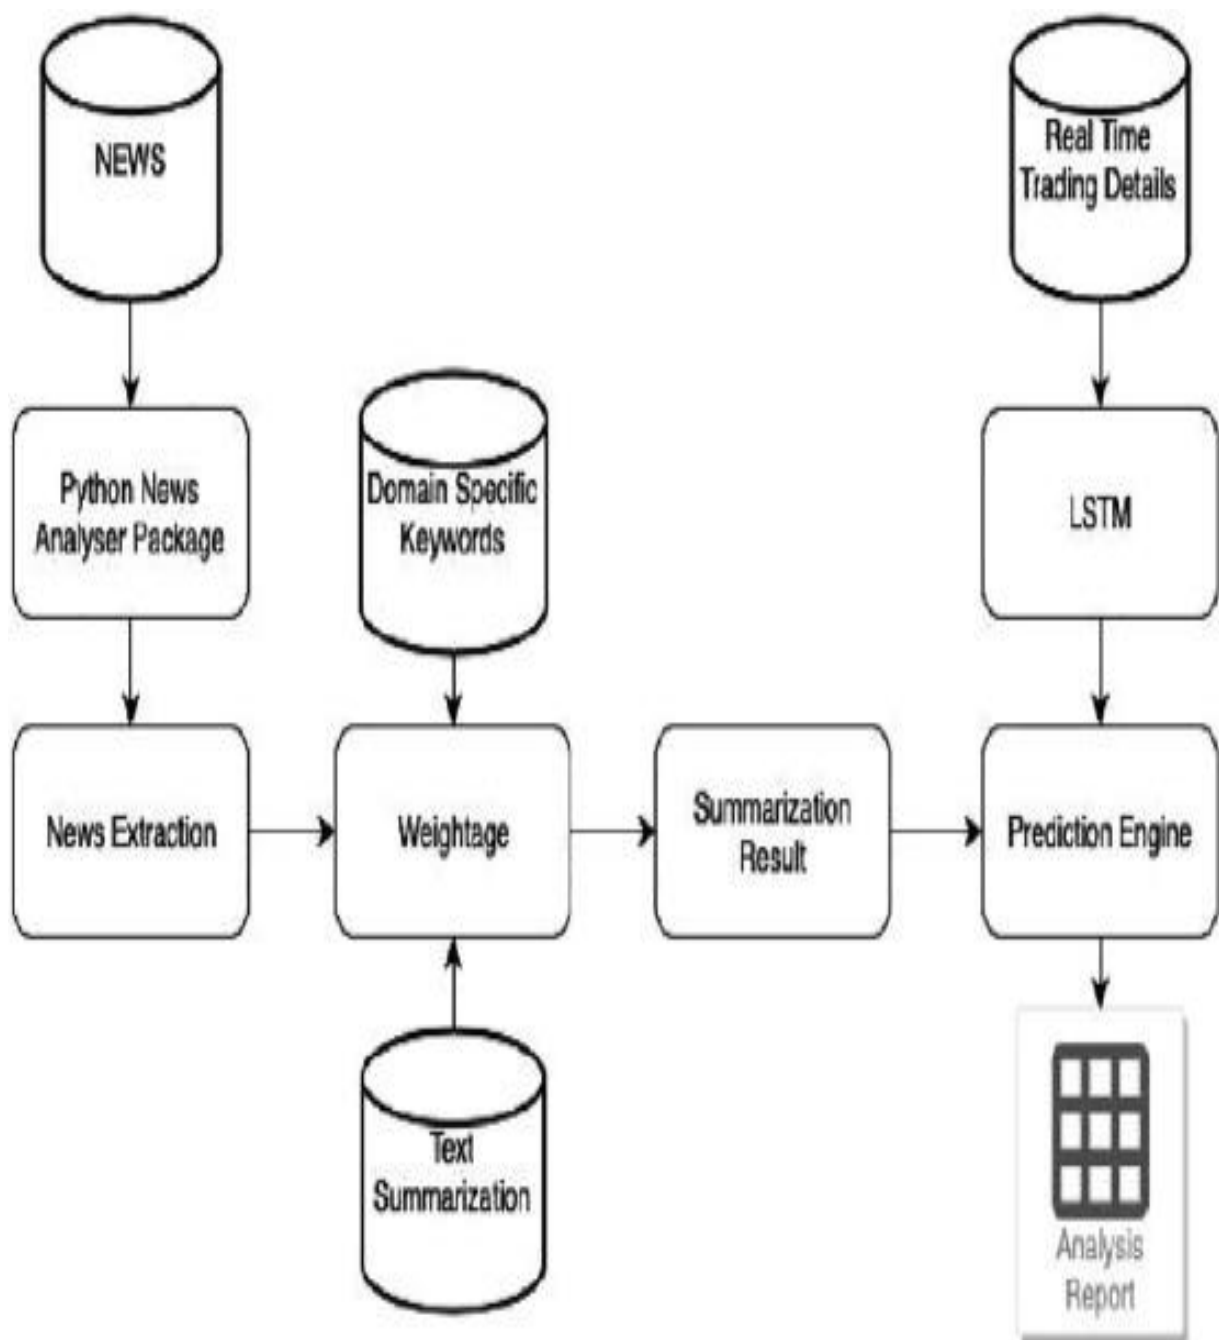 NEWS
Real Time
Trading Details
Python News
Analyser Package
Domain Specific
Keywords
LSTM
News Extraction
Weightage
Summarization
Result
Prediction Engine
Text
Summarization
Analysis
Report